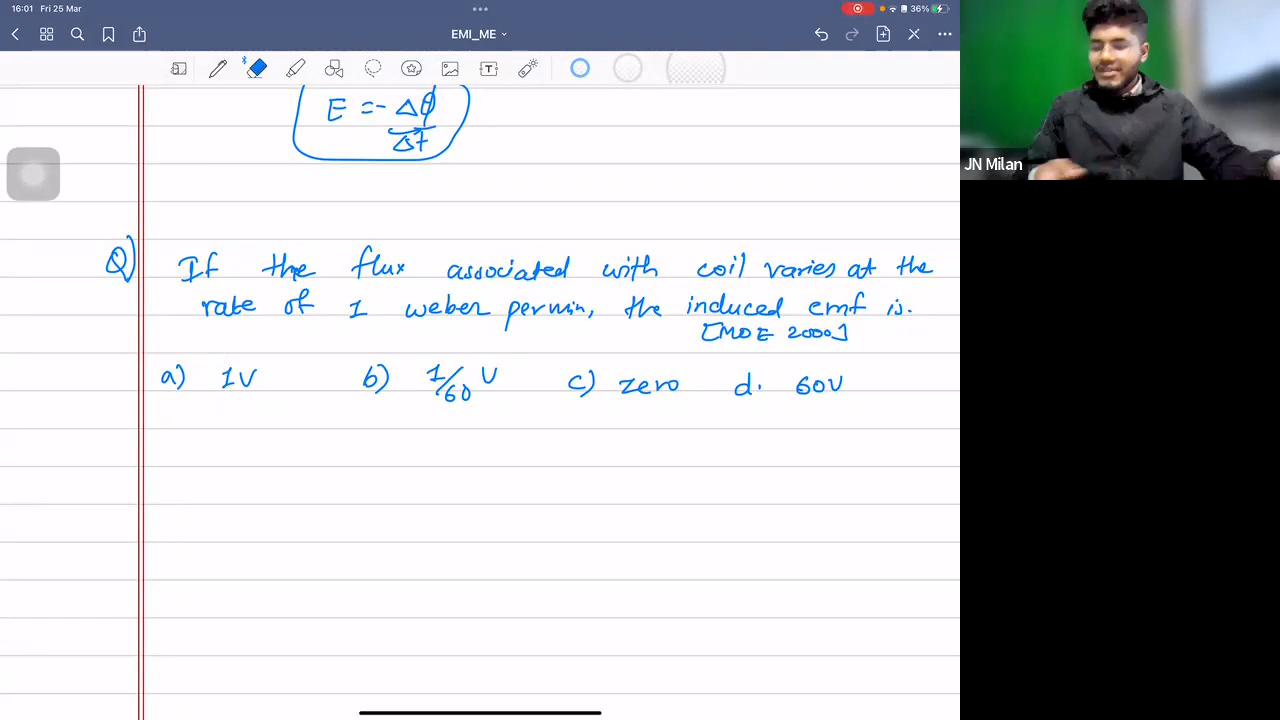 16:01 Fri 25 Mar
36%
EMI_ME
E = - Δφ
Δt
JN Milan
Q) If the flux associated with coil varies at the
rate of 1 weber per min, the induced emf is.
[MOE 2000]
a) 1V b) 1/60 V c) zero d. 60V